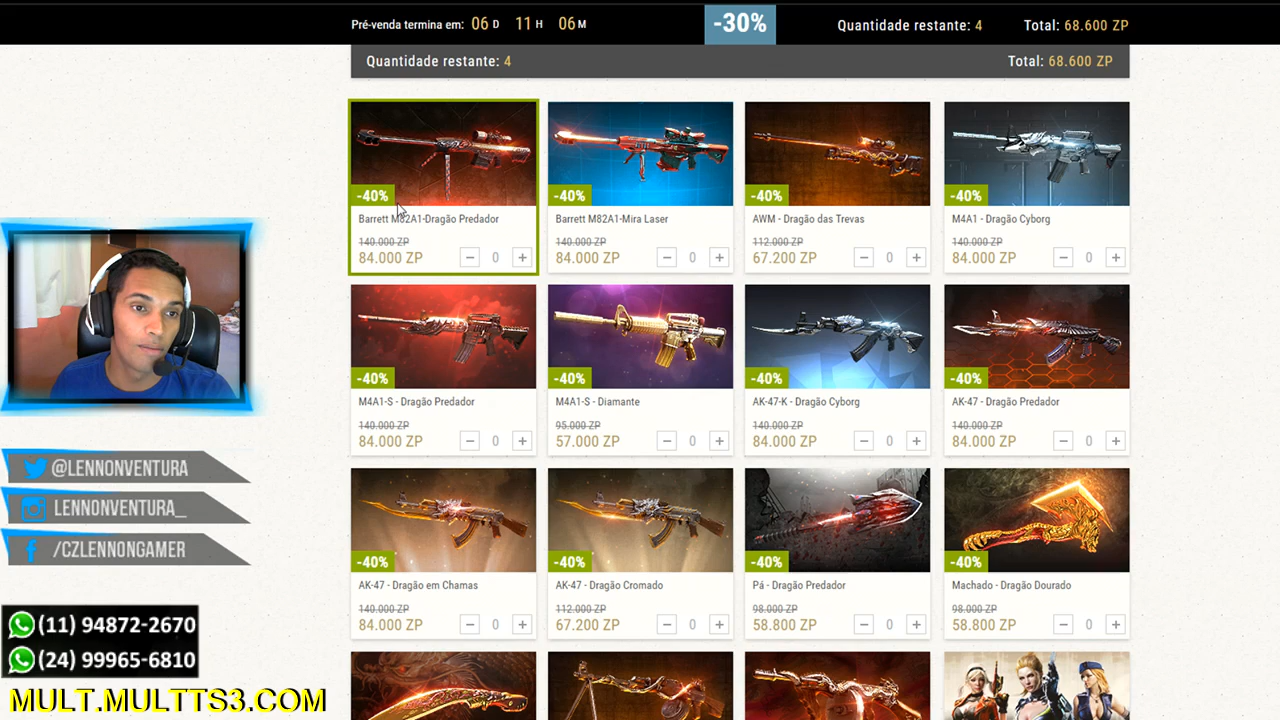 Pré-venda termina em: 06 D 11 H 06 M
-30%
Quantidade restante: 4
Total: 68.600 ZP
Quantidade restante: 4
Total: 68.600 ZP
-40%
Barrett M82A1-Dragão Predador
140.000 ZP
84.000 ZP
− 0 +
-40%
Barrett M82A1-Mira Laser
140.000 ZP
84.000 ZP
− 0 +
-40%
AWM - Dragão das Trevas
112.000 ZP
67.200 ZP
− 0 +
-40%
M4A1 - Dragão Cyborg
140.000 ZP
84.000 ZP
− 0 +
-40%
M4A1-S - Dragão Predador
140.000 ZP
84.000 ZP
− 0 +
-40%
M4A1-S - Diamante
95.000 ZP
57.000 ZP
− 0 +
-40%
AK-47-K - Dragão Cyborg
140.000 ZP
84.000 ZP
− 0 +
-40%
AK-47 - Dragão Predador
140.000 ZP
84.000 ZP
− 0 +
-40%
AK-47 - Dragão em Chamas
140.000 ZP
84.000 ZP
− 0 +
-40%
AK-47 - Dragão Cromado
112.000 ZP
67.200 ZP
− 0 +
-40%
Pá - Dragão Predador
98.000 ZP
58.800 ZP
− 0 +
-40%
Machado - Dragão Dourado
98.000 ZP
58.800 ZP
− 0 +
@LENNONVENTURA
LENNONVENTURA_
/CZLENNONGAMER
(11) 94872-2670
(24) 99965-6810
MULT.MULTTS3.COM